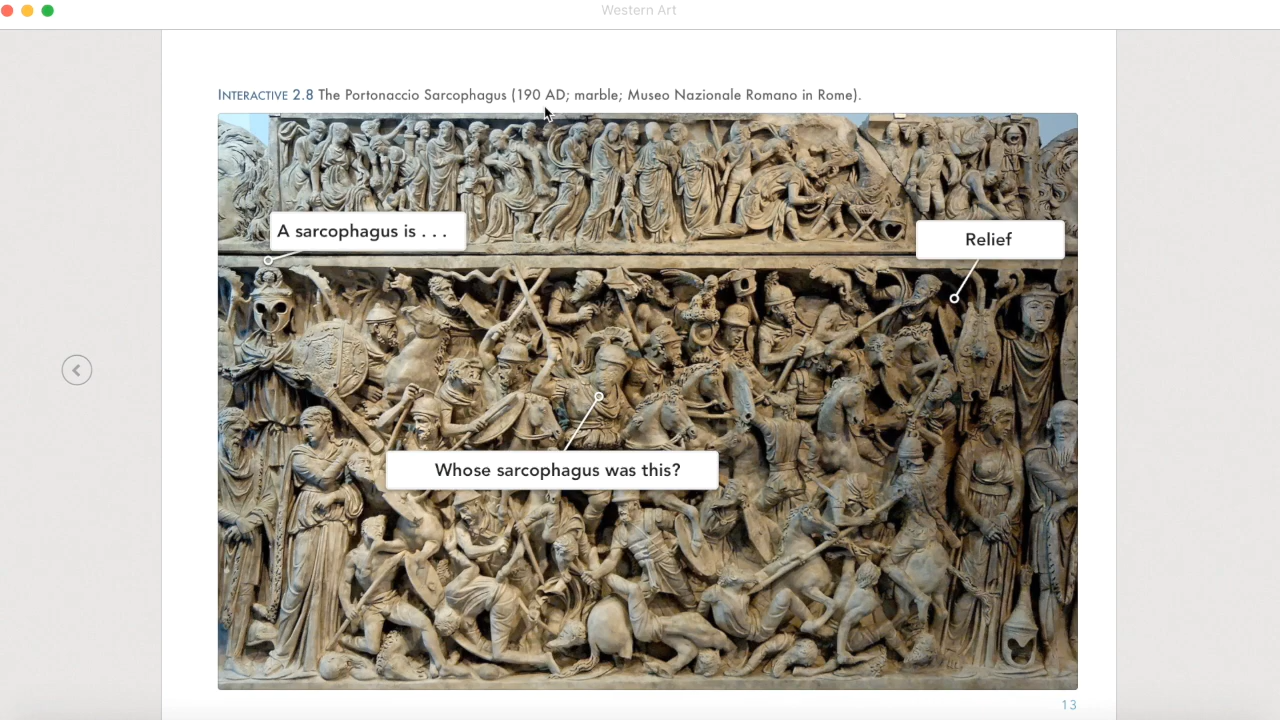 Western Art
INTERACTIVE 2.8 The Portonaccio Sarcophagus (190 AD; marble; Museo Nazionale Romano in Rome).
A sarcophagus is . . .
Relief
Whose sarcophagus was this?
13